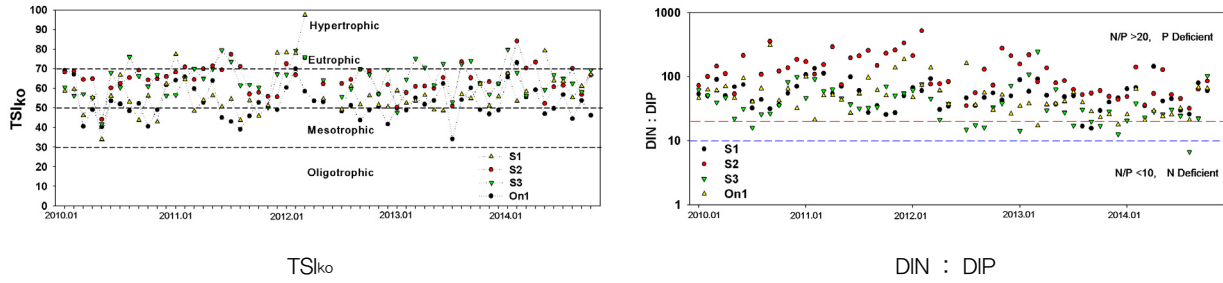 TSIko
100
90
80
70
60
50
40
30
20
10
0
Hypertrophic
Eutrophic
Mesotrophic
Oligotrophic
S1
S2
S3
On1
2010.01
2011.01
2012.01
2013.01
2014.01
TSIko
DIN : DIP
1000
100
10
1
N/P >20, P Deficient
N/P <10, N Deficient
S1
S2
S3
On1
2010.01
2011.01
2012.01
2013.01
2014.01
DIN : DIP